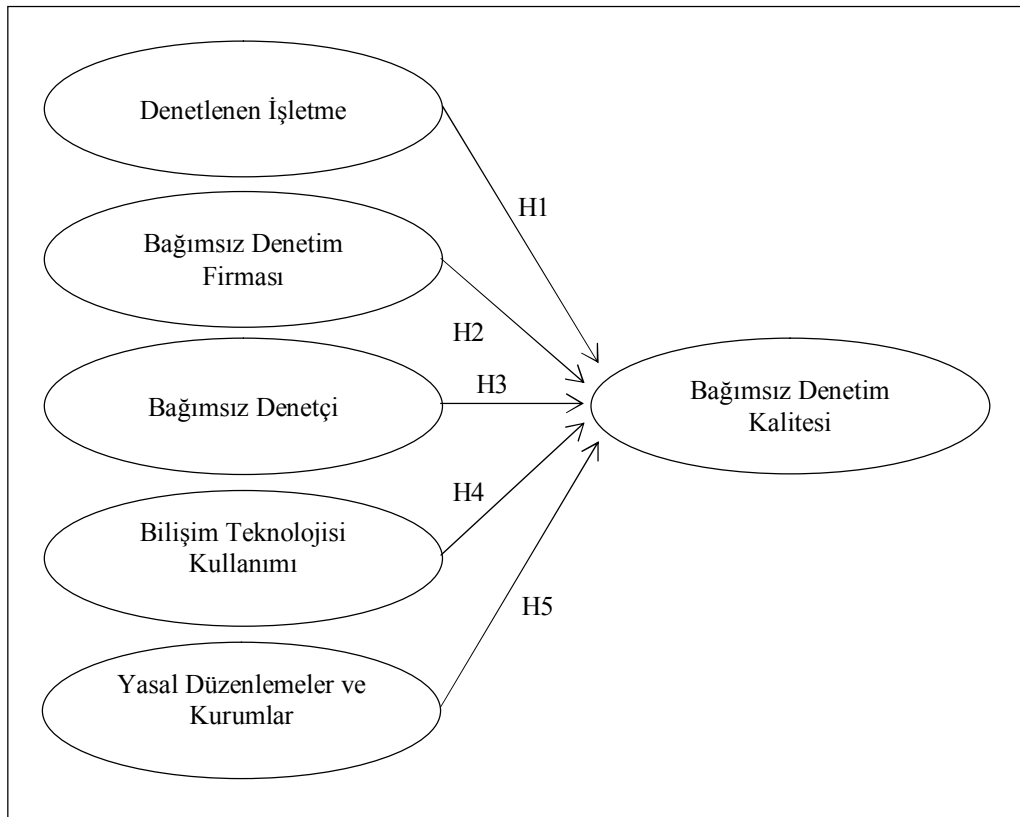 Denetlenen İşletme
H1
Bağımsız Denetim
Firması
H2
H3
Bağımsız Denetçi
Bağımsız Denetim
Kalitesi
H4
Bilişim Teknolojisi
Kullanımı
H5
Yasal Düzenlemeler ve
Kurumlar